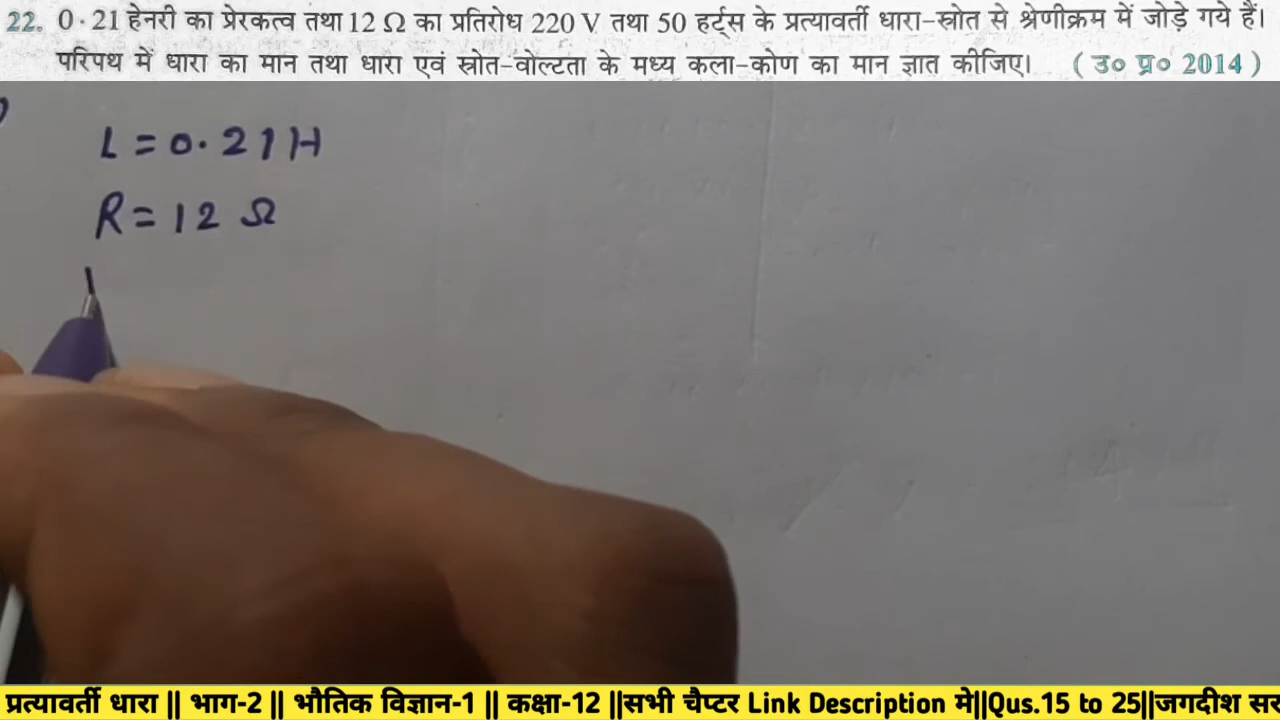 22. 0·21 हेनरी का प्रेरकत्व तथा 12 Ω का प्रतिरोध 220 V तथा 50 हर्ट्स के प्रत्यावर्ती धारा-स्रोत से श्रेणीक्रम में जोड़े गये हैं।
परिपथ में धारा का मान तथा धारा एवं स्रोत-वोल्टता के मध्य कला-कोण का मान ज्ञात कीजिए। ( उ० प्र० 2014 )
L = 0.21 H
R = 12 Ω
प्रत्यावर्ती धारा || भाग-2 || भौतिक विज्ञान-1 || कक्षा-12 ||सभी चैप्टर Link Description मे||Qus.15 to 25||जगदीश